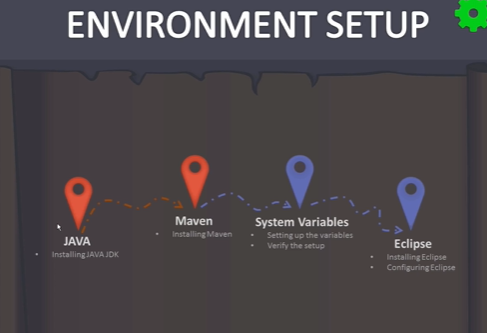 ENVIRONMENT SETUP
JAVA
Installing JAVA JDK
Maven
Installing Maven
System Variables
Setting up the variables
Verify the setup
Eclipse
Installing Eclipse
Configuring Eclipse